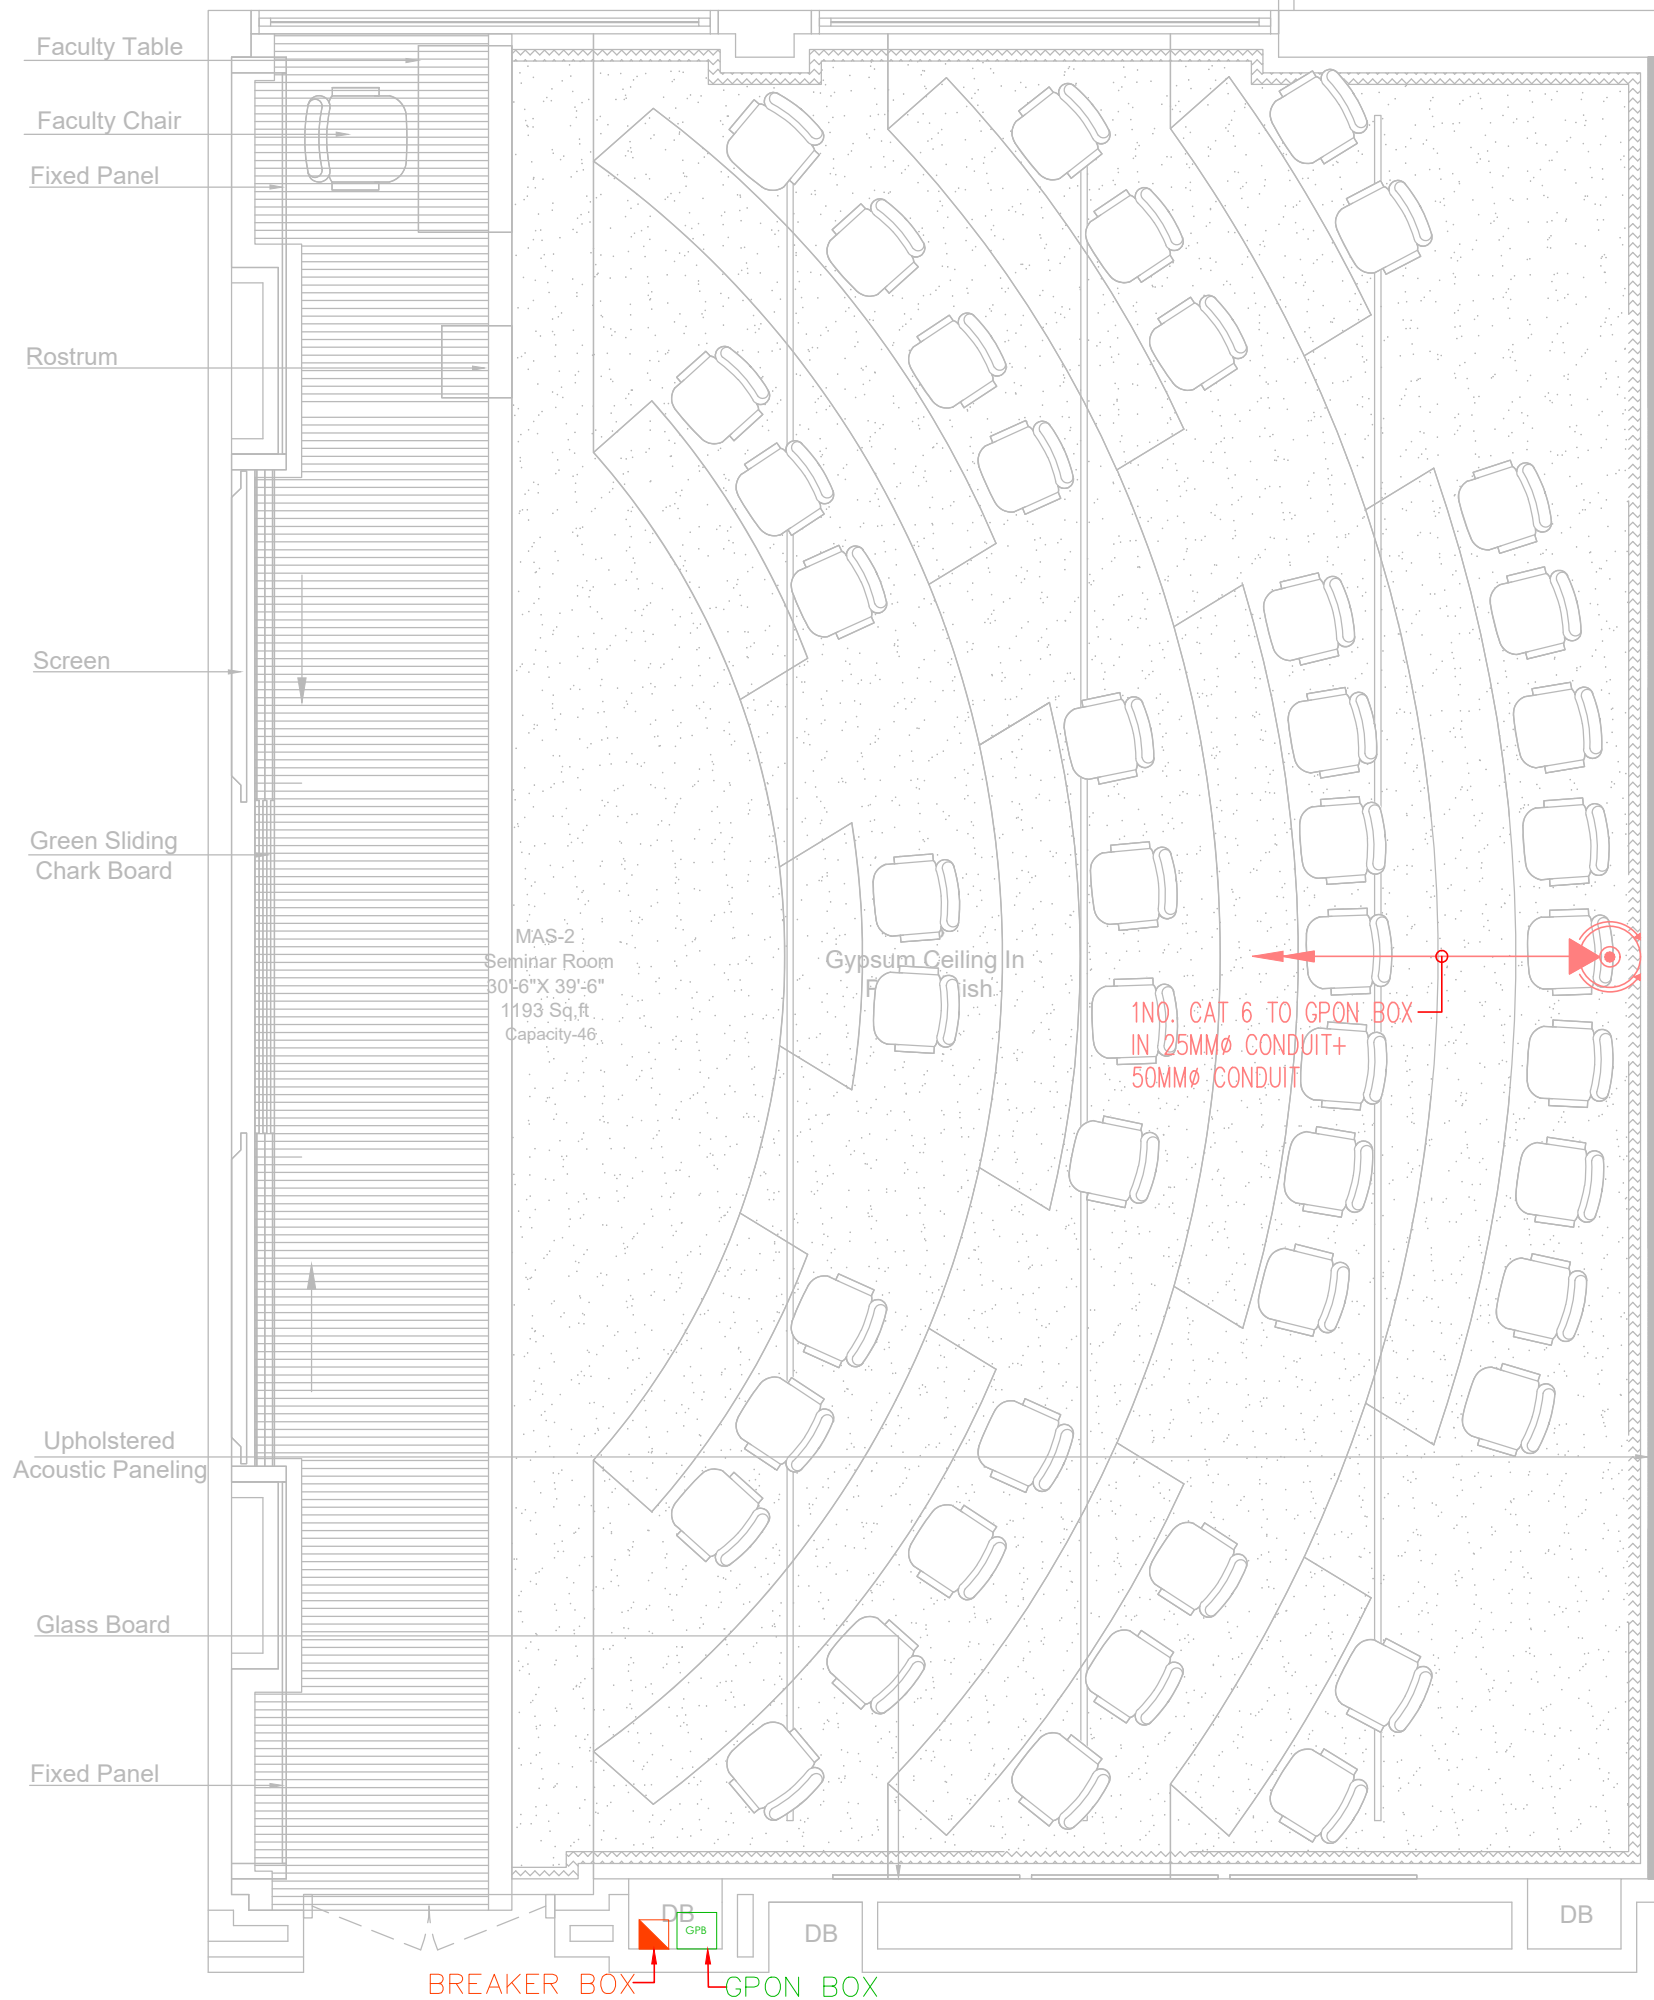 Faculty Table
Faculty Chair
Fixed Panel
Rostrum
Screen
Green Sliding
Chark Board
MAS-2
Seminar Room
30'-6"X 39'-6"
1193 Sq.ft
Capacity-46
Gypsum Ceiling In
1NO. CAT 6 TO GPON BOX
IN 25MMø CONDUIT+
50MMø CONDUIT
Upholstered
Acoustic Paneling
Glass Board
Fixed Panel
DB
GPB
DB
DB
BREAKER BOX
GPON BOX